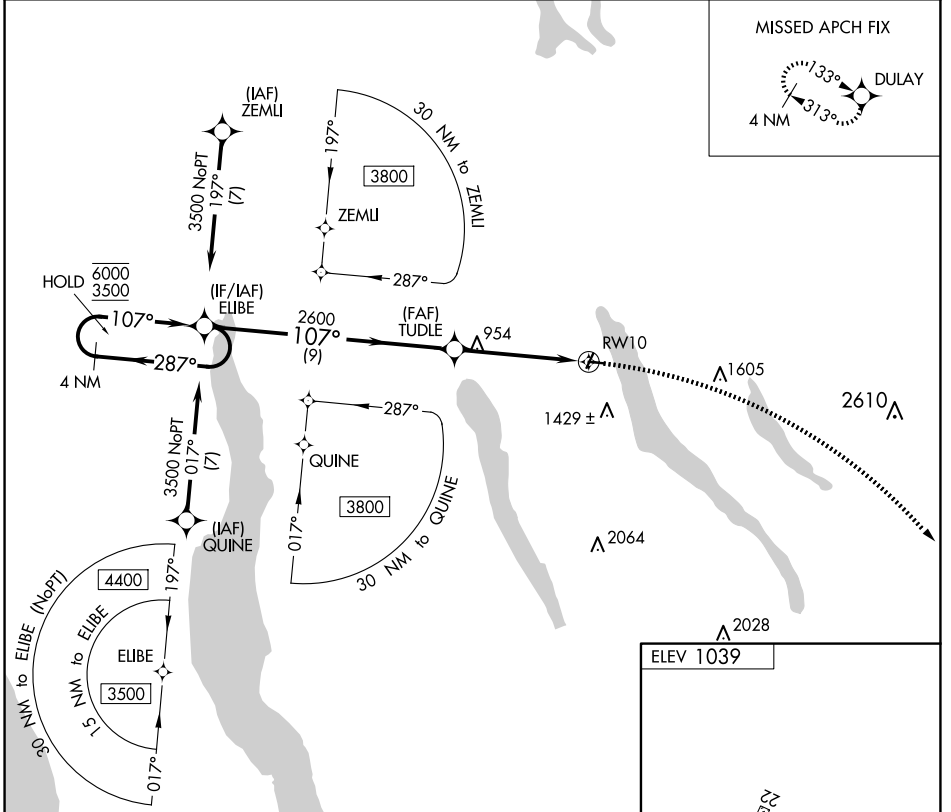 MISSED APCH FIX
133°
DULAY
313°
4 NM
(IAF)
ZEMLI
3500 NoPT
197°
(7)
30 NM to ZEMLI
197°
3800
ZEMLI
287°
HOLD
6000
3500
(IF/IAF)
ELIBE
107°
287°
4 NM
2600
107°
(9)
(FAF)
TUDLE
954
RW10
1605
1429 ±
2610
3500 NoPT
017°
(7)
(IAF)
QUINE
287°
QUINE
3800
017°
30 NM to QUINE
2064
2028
30 NM to ELIBE (NoPT)
4400
197°
15 NM to ELIBE
ELIBE
3500
017°
ELEV 1039
22